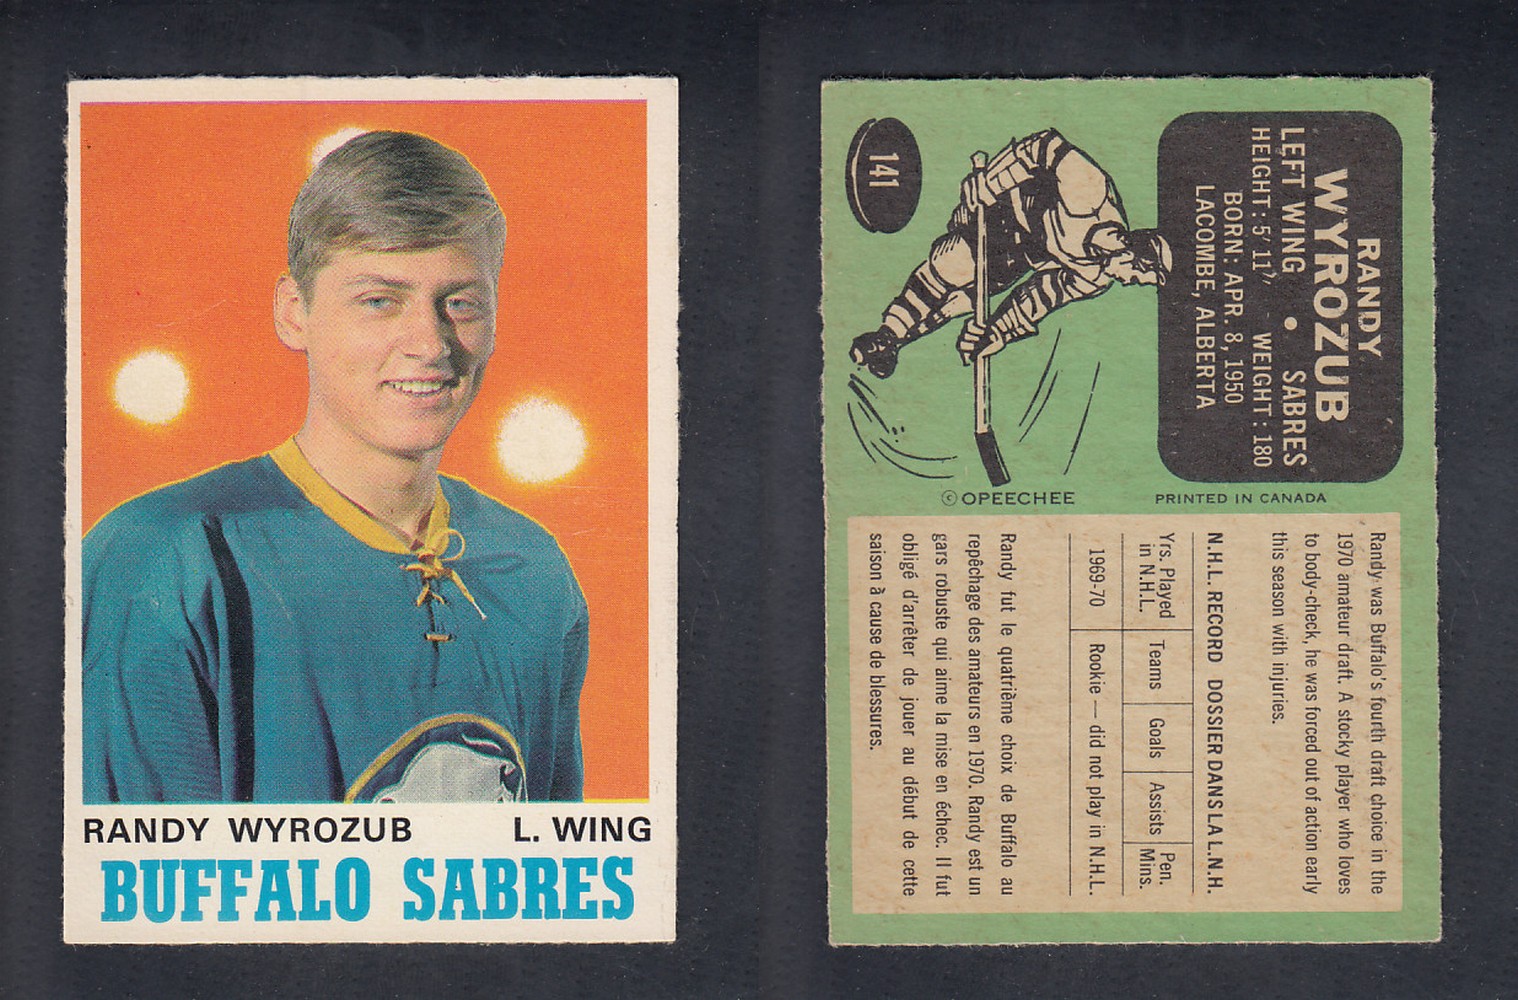 RANDY WYROZUB L. WING
BUFFALO SABRES
141
RANDY
WYROZUB
LEFT WING • SABRES
HEIGHT: 5' 11" - WEIGHT: 180
BORN: APR. 8, 1950
LACOMBE, ALBERTA
© OPEECHEE PRINTED IN CANADA
Randy was Buffalo's fourth draft choice in the
1970 amateur draft. A stocky player who loves
to body-check, he was forced out of action early
this season with injuries.
N.H.L. RECORD DOSSIER DANS LA L.N.H.
Yrs. Played
in N.H.L. Teams Goals Assists Pen.
Mins.
1969-70 Rookie — did not play in N.H.L.
Randy fut le quatrième choix de Buffalo au
repêchage des amateurs en 1970. Randy est un
gars robuste qui aime la mise en échec. Il fut
obligé d'arrêter de jouer au début de cette
saison à cause de blessures.